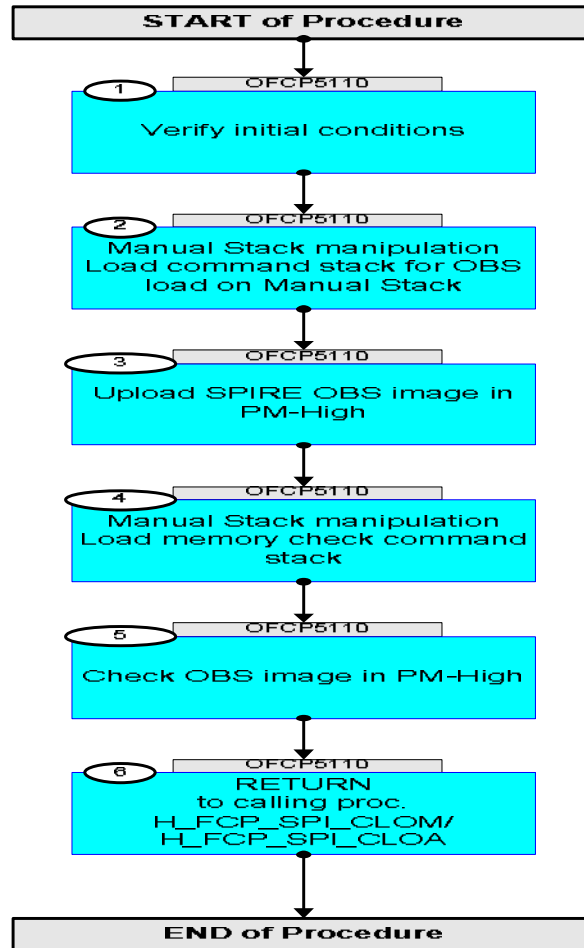 START of Procedure
OFCP5110
1
Verify initial conditions
OFCP5110
2
Manual Stack manipulation
Load command stack for OBS
load on Manual Stack
OFCP5110
3
Upload SPIRE OBS image in
PM-High
OFCP5110
4
Manual Stack manipulation
Load memory check command
stack
OFCP5110
5
Check OBS image in PM-High
OFCP5110
6
RETURN
to calling proc.
H_FCP_SPI_CLOM/
H_FCP_SPI_CLOA
END of Procedure